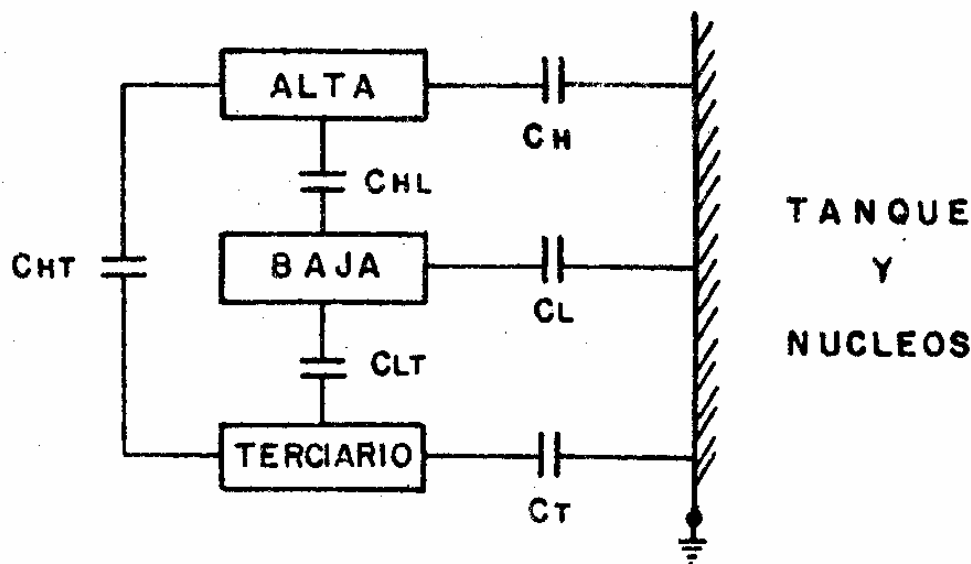 ALTA
CH
CHL
TANQUE
Y
NUCLEOS
CHT
BAJA
CL
CLT
TERCIARIO
CT